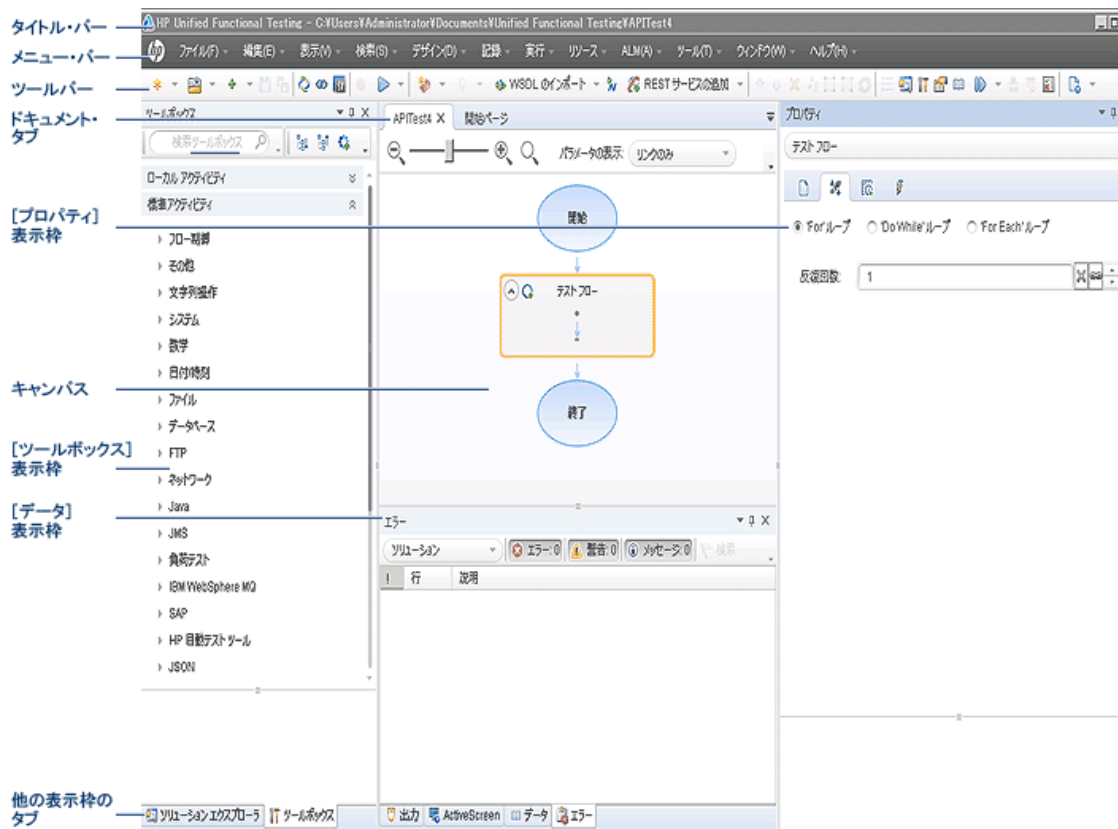 タイトル・バー
メニュー・バー
ツールバー
ドキュメント・
タブ
[プロパティ]
表示枠
キャンバス
[ツールボックス]
表示枠
[データ]
表示枠
他の表示枠の
タブ
HP Unified Functional Testing - C:¥Users¥Administrator¥Documents¥Unified Functional Testing¥APITest4
hp ファイル(F) 編集(E) 表示(V) 検索(S) デザイン(D) 記録 実行 リソース ALM(A) ツール(T) ウィンドウ(W) ヘルプ(H)
WSDL のインポート REST サービスの追加
ツールボックス
検索ツールボックス
ローカル アクティビティ
標準アクティビティ
フロー制御
その他
文字列操作
システム
数学
日付/時刻
ファイル
データベース
FTP
ネットワーク
Java
JMS
負荷テスト
IBM WebSphere MQ
SAP
HP 自動テスト ツール
JSON
ソリューション エクスプローラ ツールボックス
APITest4 X 開始ページ
パラメータの表示: リンクのみ
開始
テスト フロー
終了
エラー
ソリューション エラー: 0 警告: 0 メッセージ: 0 検索
! 行 説明
出力 ActiveScreen データ エラー
プロパティ
テスト フロー
'For'ループ 'Do While'ループ 'For Each'ループ
反復回数: 1